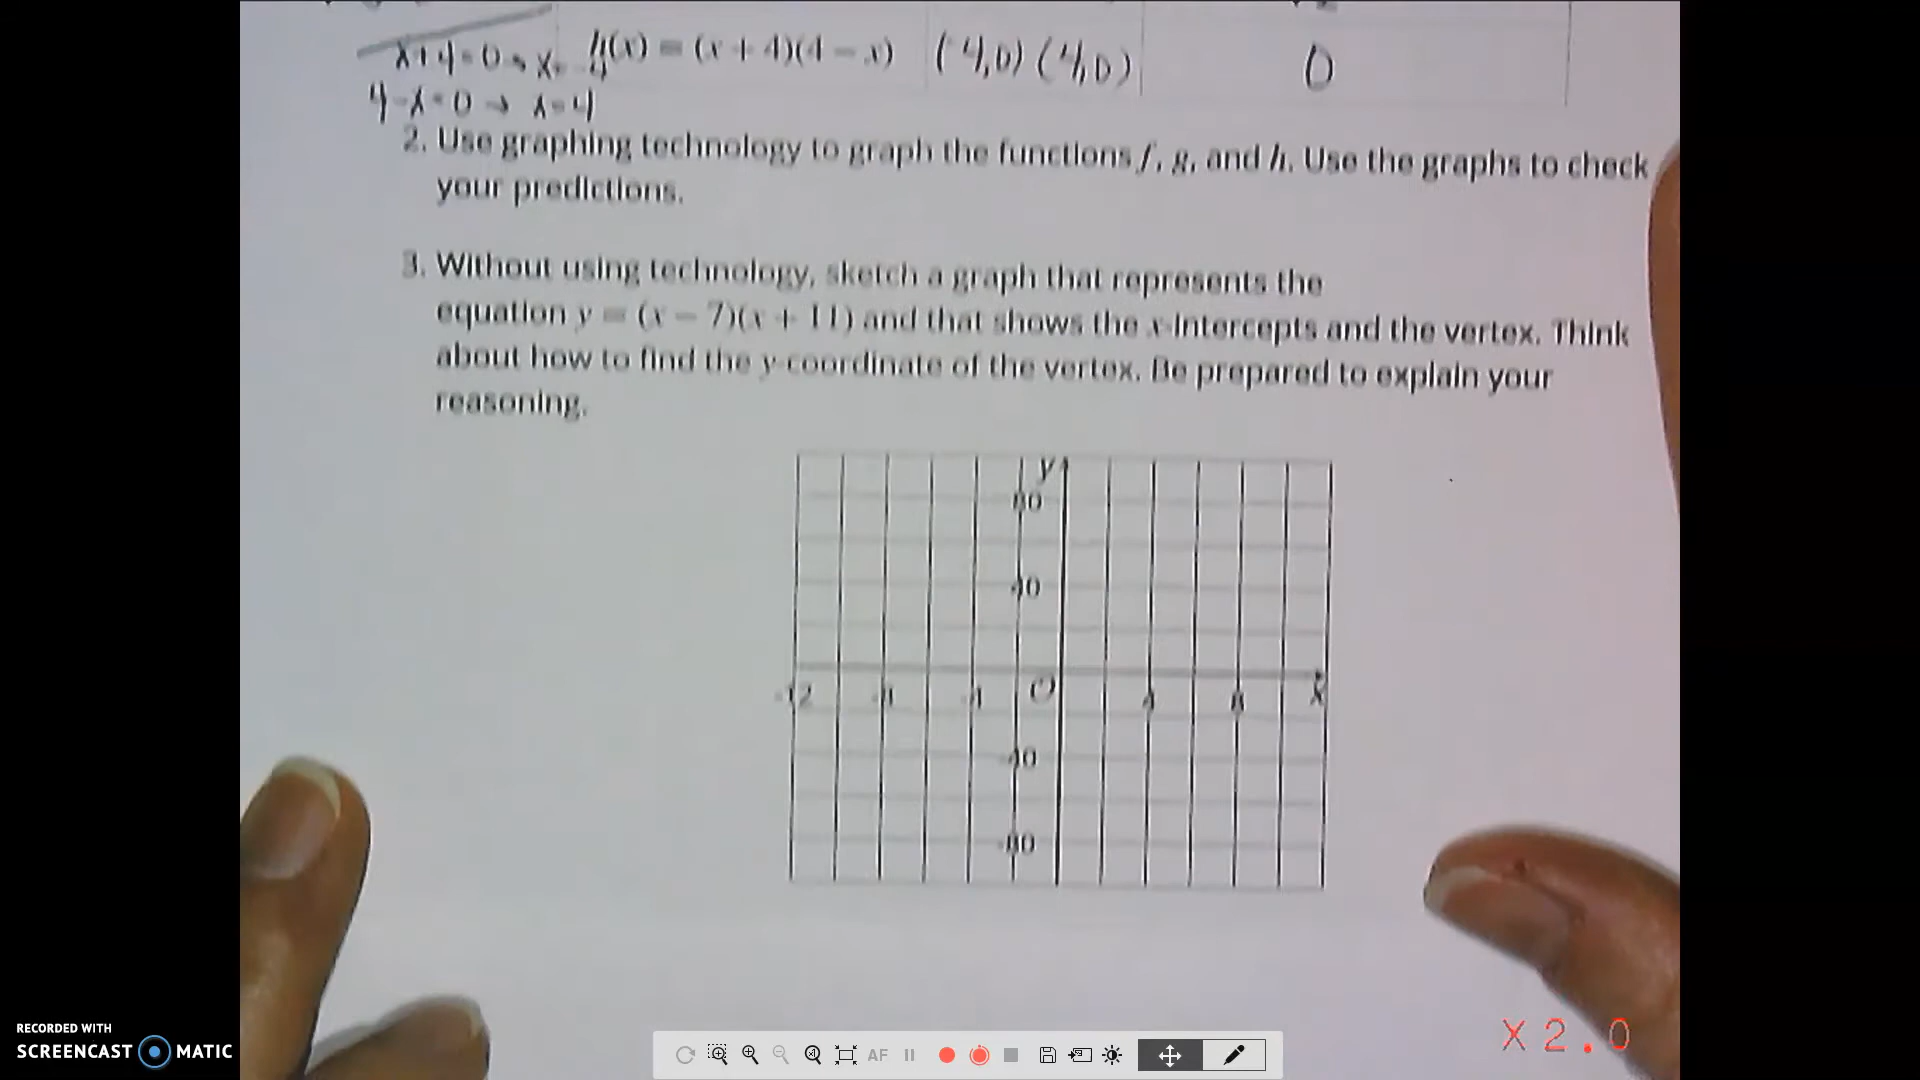 x+4=0→x=-4 h(x) = (x + 4)(4 − x) (-4,0) (4,0) 0
4-x=0 → x=4
2. Use graphing technology to graph the functions f, g, and h. Use the graphs to check
your predictions.
3. Without using technology, sketch a graph that represents the
equation y = (x − 7)(x + 11) and that shows the x-intercepts and the vertex. Think
about how to find the y-coordinate of the vertex. Be prepared to explain your
reasoning.
y
80
40
-12 -8 -4 O 4 8 x
-40
-80
RECORDED WITH
SCREENCAST MATIC
AF
X2.0